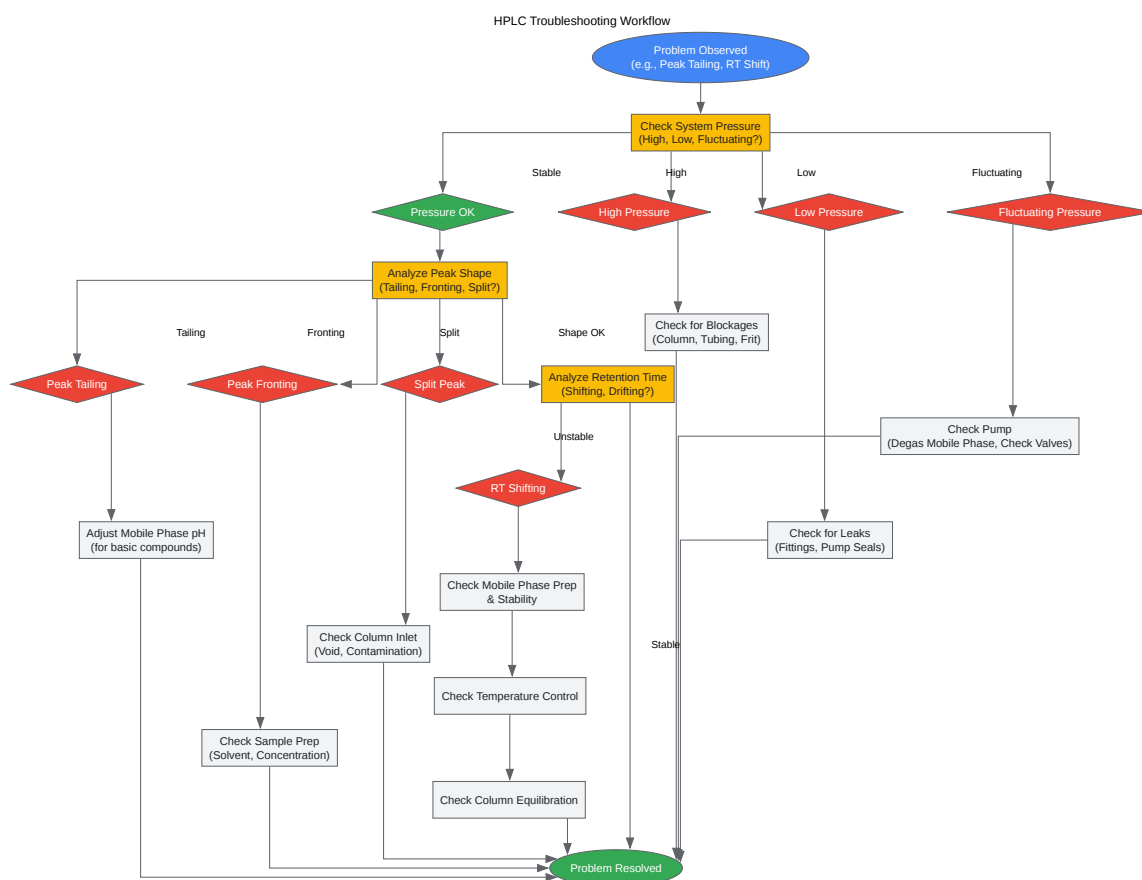 HPLC Troubleshooting Workflow
Problem Observed
(e.g., Peak Tailing, RT Shift)
Check System Pressure
(High, Low, Fluctuating?)
Stable
High
Low
Fluctuating
Pressure OK
High Pressure
Low Pressure
Fluctuating Pressure
Analyze Peak Shape
(Tailing, Fronting, Split?)
Check for Blockages
(Column, Tubing, Frit)
Tailing
Fronting
Split
Shape OK
Peak Tailing
Peak Fronting
Split Peak
Analyze Retention Time
(Shifting, Drifting?)
Unstable
Check Pump
(Degas Mobile Phase, Check Valves)
RT Shifting
Adjust Mobile Phase pH
(for basic compounds)
Check for Leaks
(Fittings, Pump Seals)
Check Mobile Phase Prep
& Stability
Check Column Inlet
(Void, Contamination)
Stable
Check Temperature Control
Check Sample Prep
(Solvent, Concentration)
Check Column Equilibration
Problem Resolved